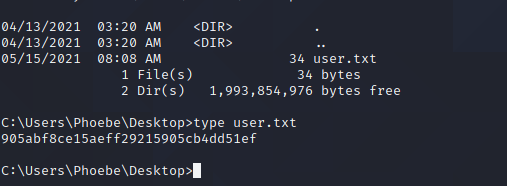 04/13/2021  03:20 AM    <DIR>          .
04/13/2021  03:20 AM    <DIR>          ..
05/15/2021  08:08 AM                34 user.txt
               1 File(s)             34 bytes
               2 Dir(s)   1,993,854,976 bytes free
C:\Users\Phoebe\Desktop>type user.txt
905abf8ce15aeff29215905cb4dd51ef
C:\Users\Phoebe\Desktop>